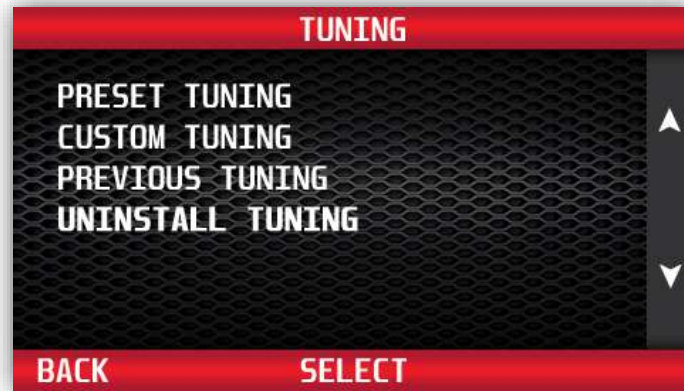 TUNING
PRESET TUNING
CUSTOM TUNING
PREVIOUS TUNING
UNINSTALL TUNING
BACK SELECT